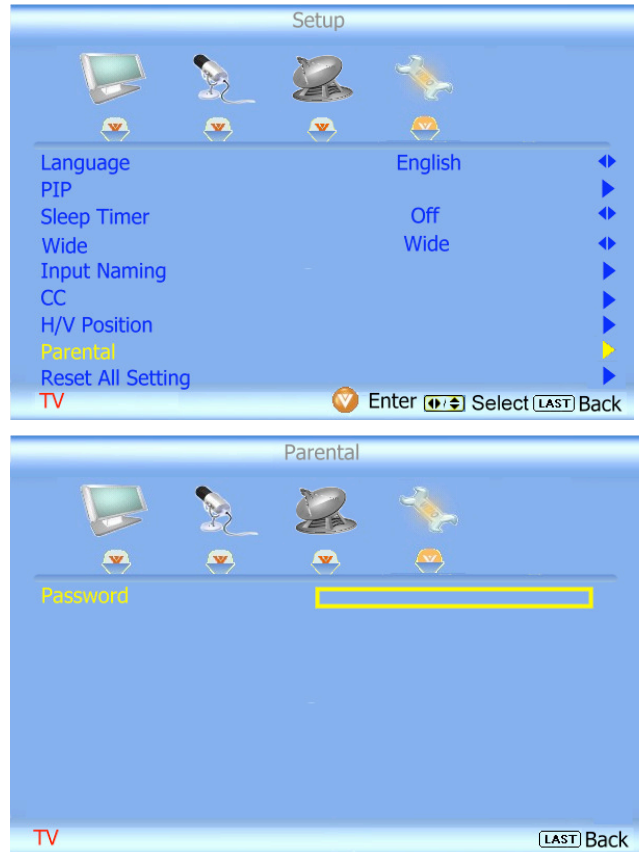 Setup
Language English
PIP
Sleep Timer Off
Wide Wide
Input Naming
CC
H/V Position
Parental
Reset All Setting
TV Enter Select LAST Back
Parental
Password
TV LAST Back